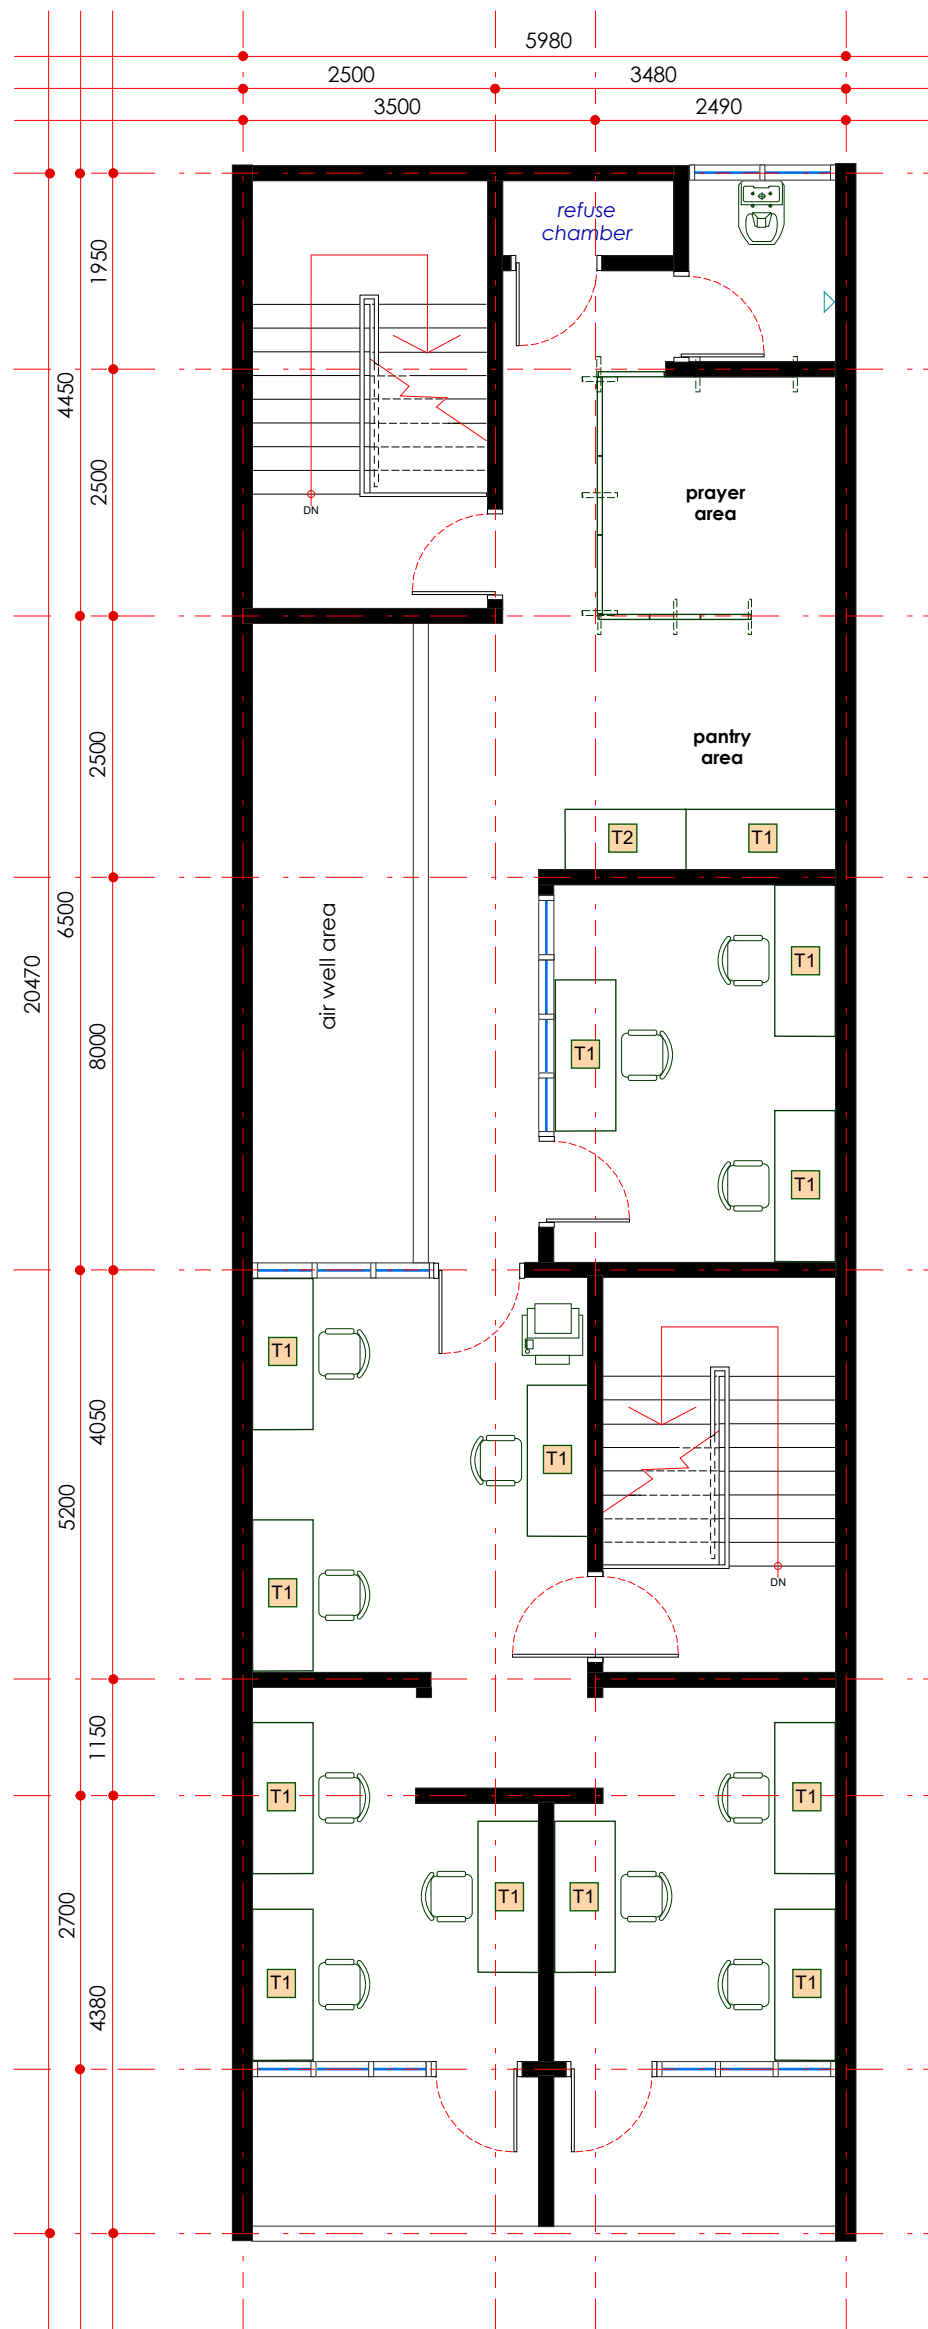 5980
2500 3480
3500 2490
refuse
chamber
1950
4450
2500
DN
prayer
area
2500
pantry
area
T2 T1
6500
20470
air well area
8000
T1
T1
T1
T1
4050
T1
5200
T1
DN
1150
T1 T1
T1 T1
2700
T1 T1
4380